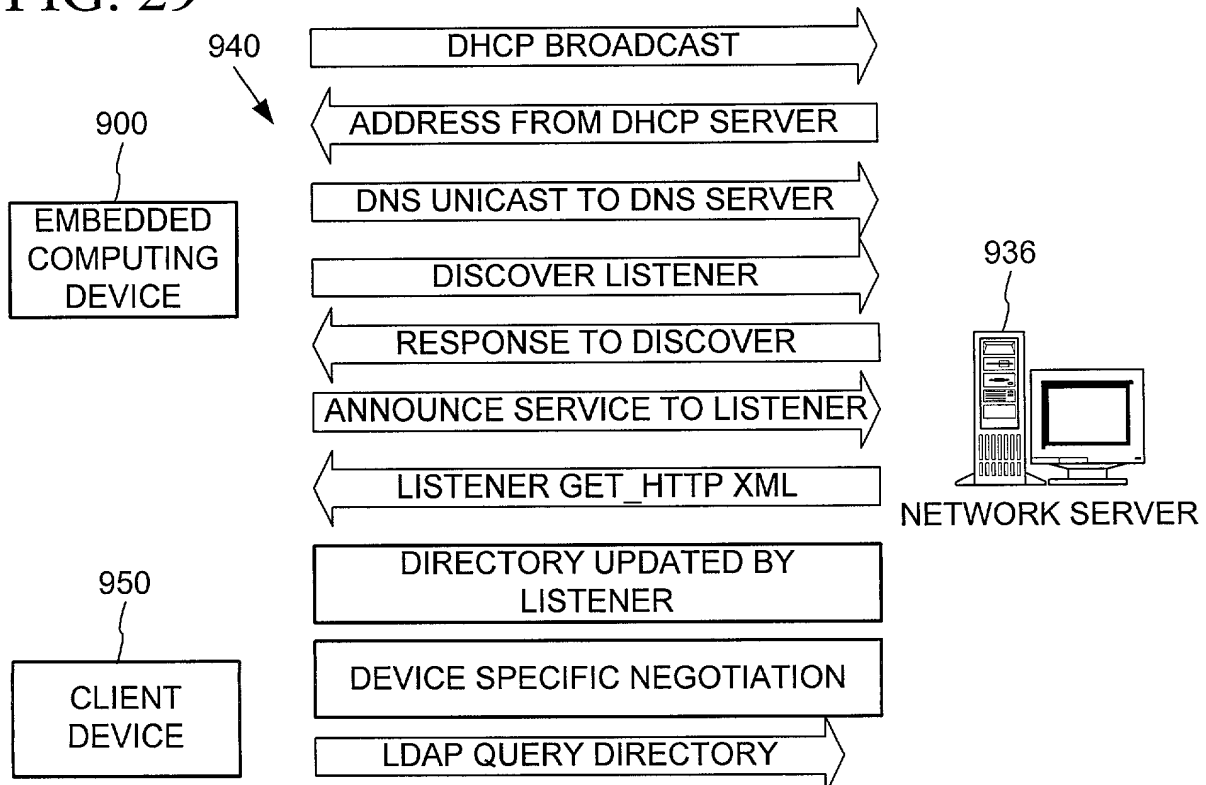 FIG. 29
940
DHCP BROADCAST
ADDRESS FROM DHCP SERVER
900
DNS UNICAST TO DNS SERVER
EMBEDDED
COMPUTING
DEVICE
936
DISCOVER LISTENER
RESPONSE TO DISCOVER
ANNOUNCE SERVICE TO LISTENER
LISTENER GET_HTTP XML
NETWORK SERVER
DIRECTORY UPDATED BY
LISTENER
950
DEVICE SPECIFIC NEGOTIATION
CLIENT
DEVICE
LDAP QUERY DIRECTORY